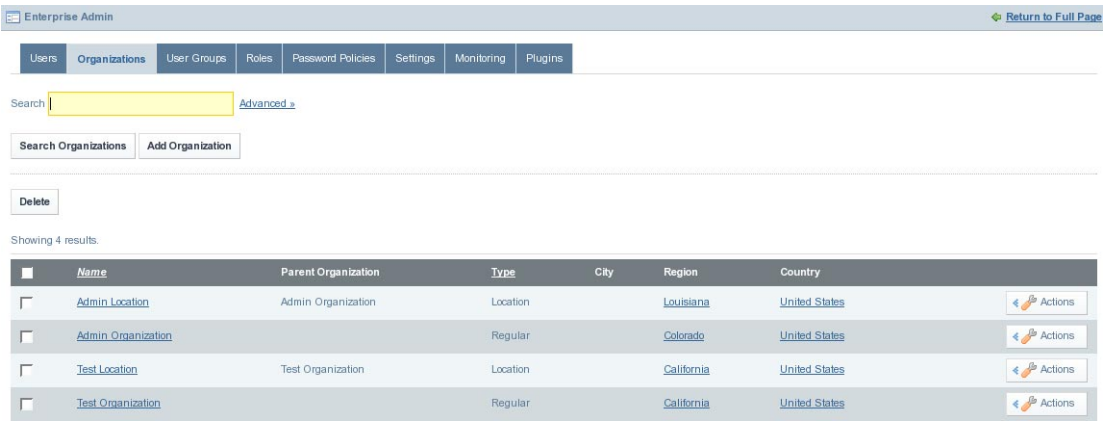 Enterprise Admin Return to Full Page
Users Organizations User Groups Roles Password Policies Settings Monitoring Plugins
Search Advanced »
Search Organizations Add Organization
Delete
Showing 4 results.
Name Parent Organization Type City Region Country
Admin Location Admin Organization Location Louisiana United States Actions
Admin Organization Regular Colorado United States Actions
Test Location Test Organization Location California United States Actions
Test Organization Regular California United States Actions